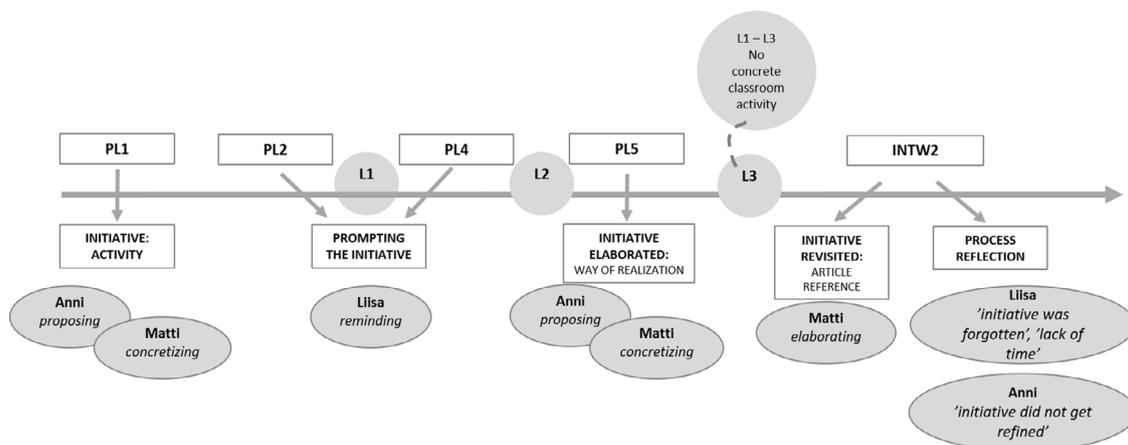 L1 – L3
No
concrete
classroom
activity
PL1
PL2
PL4
PL5
INTW2
L1
L2
L3
INITIATIVE:
ACTIVITY
PROMPTING
THE INITIATIVE
INITIATIVE
ELABORATED:
WAY OF REALIZATION
INITIATIVE
REVISITED:
ARTICLE
REFERENCE
PROCESS
REFLECTION
Anni
proposing
Matti
concretizing
Liisa
reminding
Anni
proposing
Matti
concretizing
Matti
elaborating
Liisa
’initiative was
forgotten’, ’lack of
time’
Anni
’initiative did not get
refined’